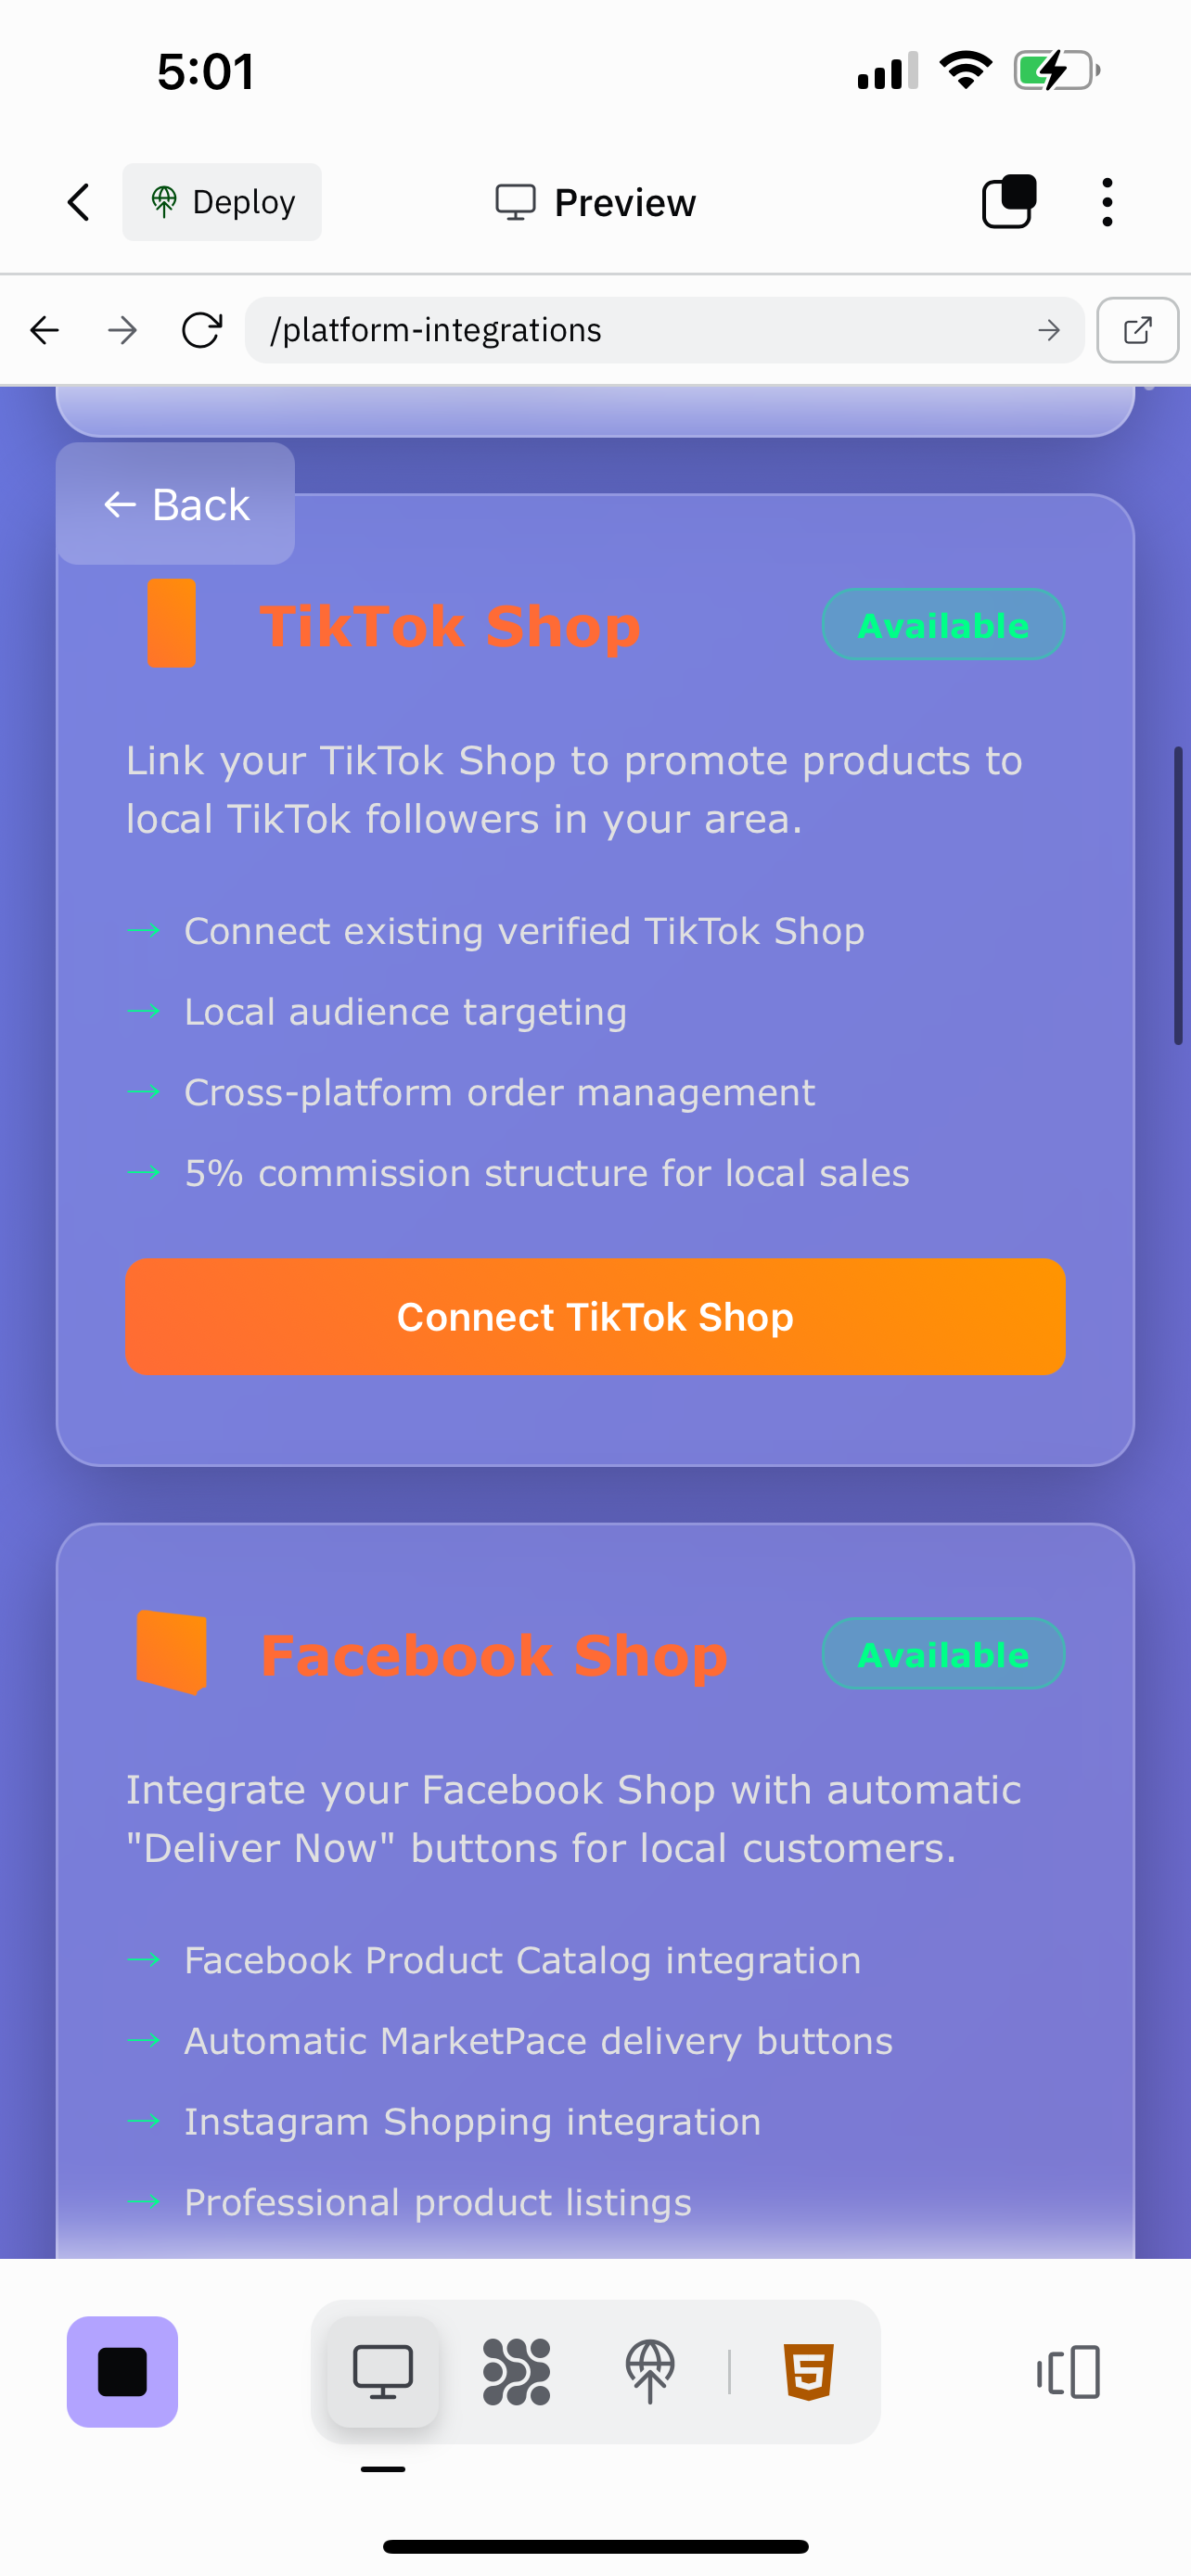 5:01
Deploy
Preview
/platform-integrations
← Back
TikTok Shop
Available
Link your TikTok Shop to promote products to
local TikTok followers in your area.
→ Connect existing verified TikTok Shop
→ Local audience targeting
→ Cross-platform order management
→ 5% commission structure for local sales
Connect TikTok Shop
Facebook Shop
Available
Integrate your Facebook Shop with automatic
"Deliver Now" buttons for local customers.
→ Facebook Product Catalog integration
→ Automatic MarketPace delivery buttons
→ Instagram Shopping integration
→ Professional product listings
5